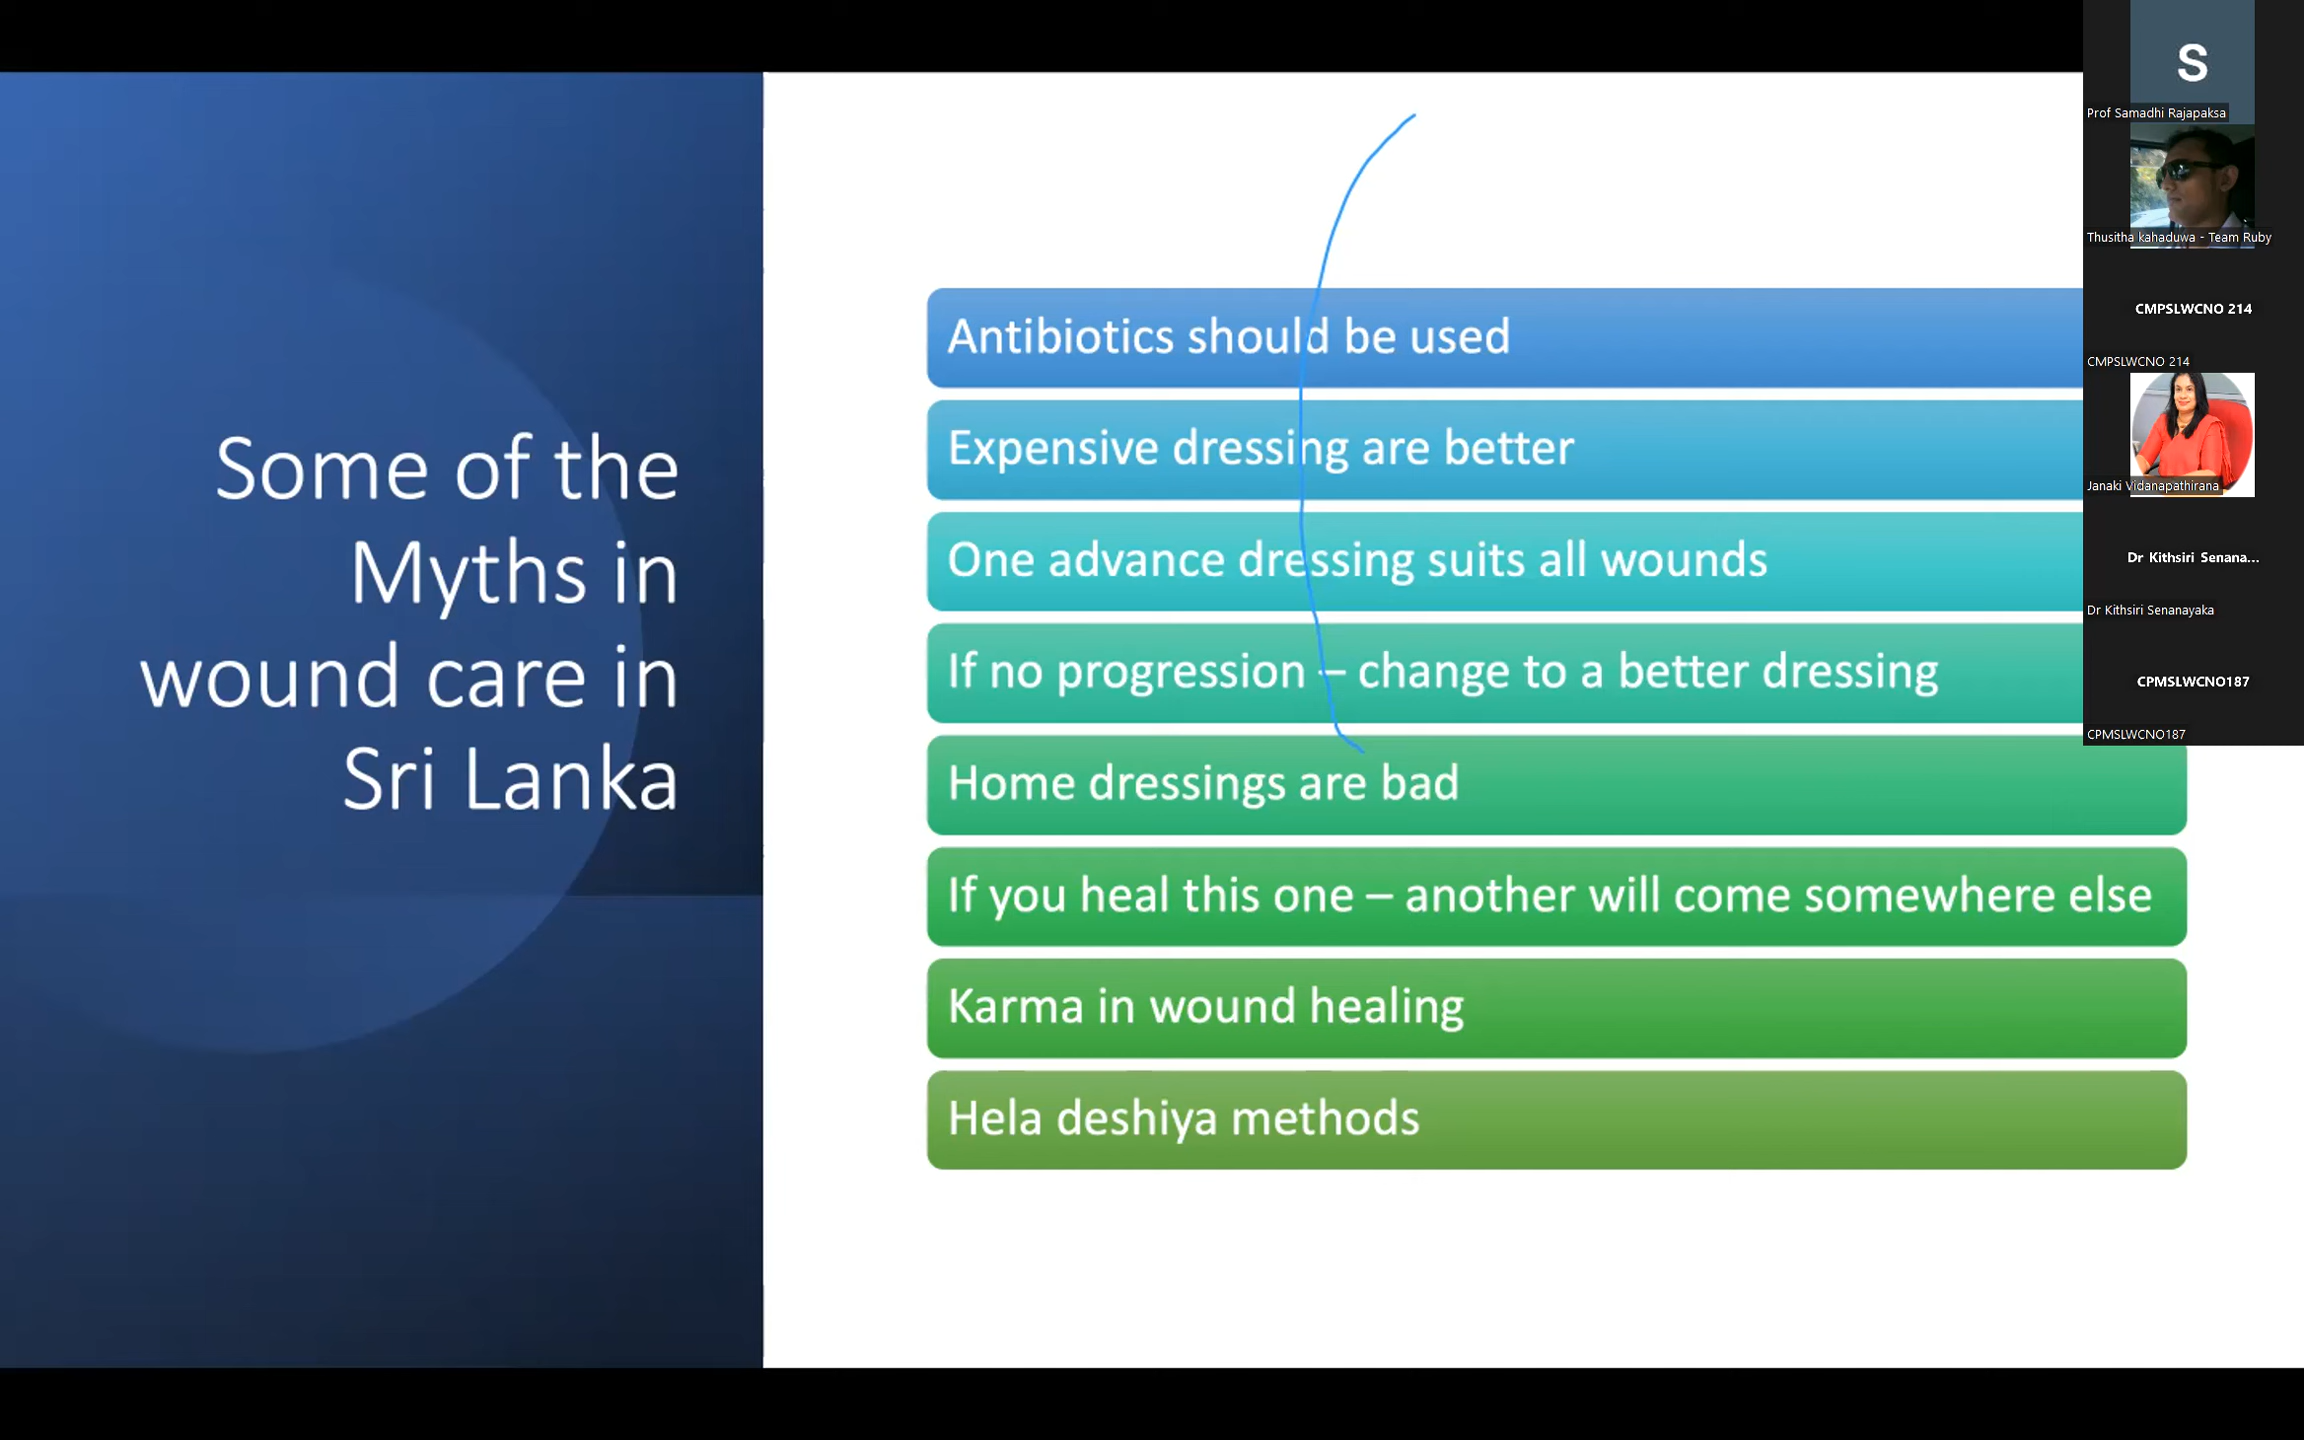 Some of the
Myths in
wound care in
Sri Lanka
Antibiotics should be used
Expensive dressing are better
One advance dressing suits all wounds
If no progression – change to a better dressing
Home dressings are bad
If you heal this one – another will come somewhere else
Karma in wound healing
Hela deshiya methods
S
Prof Samadhi Rajapaksa
Thusitha kahaduwa - Team Ruby
CMPSLWCNO 214
CMPSLWCNO 214
Janaki Vidanapathirana
Dr Kithsiri Senana...
Dr Kithsiri Senanayaka
CPMSLWCNO187
CPMSLWCNO187